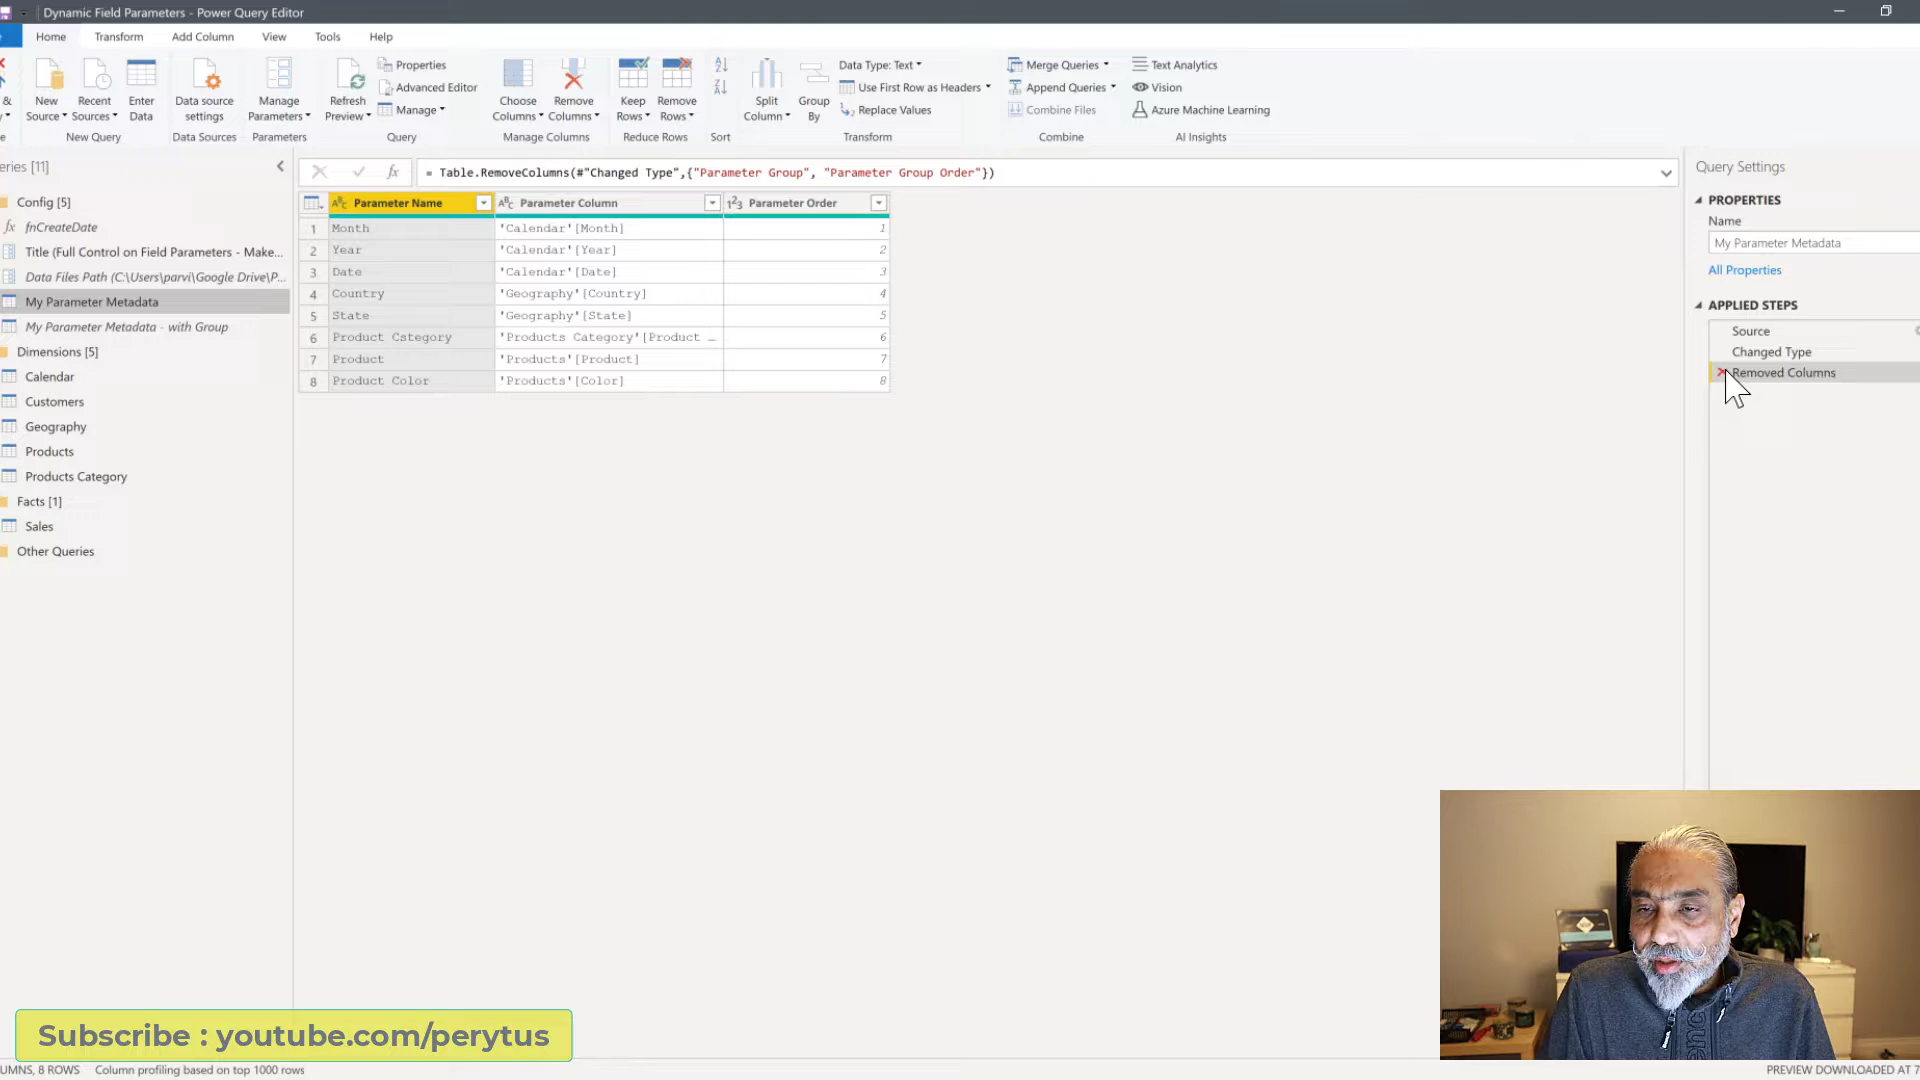 Dynamic Field Parameters - Power Query Editor
Home Transform Add Column View Tools Help
New Source
Recent Sources
Enter Data
New Query
Data source settings
Data Sources
Manage Parameters
Parameters
Refresh Preview
Properties
Advanced Editor
Manage
Query
Choose Columns
Remove Columns
Manage Columns
Keep Rows
Remove Rows
Reduce Rows
Sort
Split Column
Group By
Data Type: Text
Use First Row as Headers
Replace Values
Transform
Merge Queries
Append Queries
Combine Files
Combine
Text Analytics
Vision
Azure Machine Learning
AI Insights
eries [11]
Config [5]
fnCreateDate
Title (Full Control on Field Parameters - Make...
Data Files Path (C:\Users\parvi\Google Drive\P...
My Parameter Metadata
My Parameter Metadata - with Group
Dimensions [5]
Calendar
Customers
Geography
Products
Products Category
Facts [1]
Sales
Other Queries
fx = Table.RemoveColumns(#"Changed Type",{"Parameter Group", "Parameter Group Order"})
Parameter Name Parameter Column Parameter Order
1 Month 'Calendar'[Month] 1
2 Year 'Calendar'[Year] 2
3 Date 'Calendar'[Date] 3
4 Country 'Geography'[Country] 4
5 State 'Geography'[State] 5
6 Product Cstegory 'Products Category'[Product … 6
7 Product 'Products'[Product] 7
8 Product Color 'Products'[Color] 8
Query Settings
PROPERTIES
Name
My Parameter Metadata
All Properties
APPLIED STEPS
Source
Changed Type
Removed Columns
Subscribe : youtube.com/perytus
UMNS, 8 ROWS Column profiling based on top 1000 rows
PREVIEW DOWNLOADED AT 7